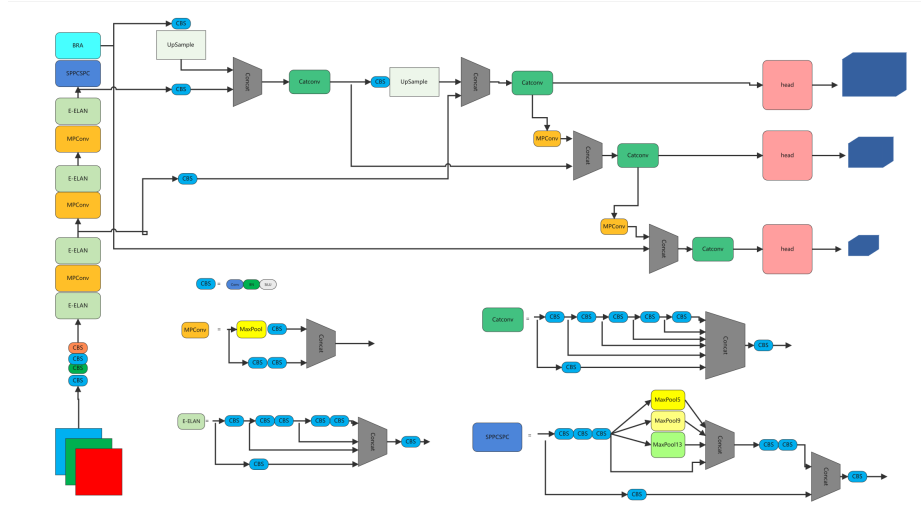 CBS
BRA
UpSample
SPPCSPC
CBS
Concat
Catconv
CBS
UpSample
Concat
Catconv
head
E-ELAN
MPConv
MPConv
Concat
Catconv
head
E-ELAN
CBS
MPConv
MPConv
Concat
Catconv
head
E-ELAN
MPConv
CBS =
SiLU
E-ELAN
MPConv =
MaxPool
CBS
Concat
CBS
CBS
Catconv =
CBS
CBS
CBS
CBS
CBS
Concat
CBS
CBS
CBS
CBS
CBS
CBS
E-ELAN =
CBS
CBS
CBS
CBS
CBS
Concat
CBS
CBS
SPPCSPC =
CBS
CBS
CBS
MaxPool5
MaxPool9
MaxPool13
Concat
CBS
CBS
Concat
CBS
CBS